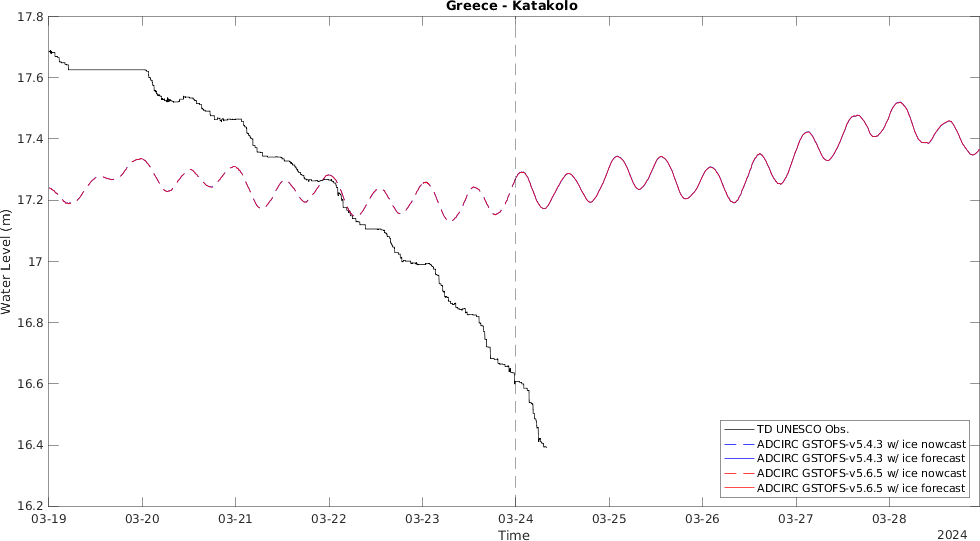 Greece - Katakolo
17.8
17.6
17.4
17.2
17
16.8
16.6
16.4
16.2
Water Level (m)
TD UNESCO Obs.
ADCIRC GSTOFS-v5.4.3 w/ ice nowcast
ADCIRC GSTOFS-v5.4.3 w/ ice forecast
ADCIRC GSTOFS-v5.6.5 w/ ice nowcast
ADCIRC GSTOFS-v5.6.5 w/ ice forecast
03-19 03-20 03-21 03-22 03-23 03-24 03-25 03-26 03-27 03-28
Time
2024